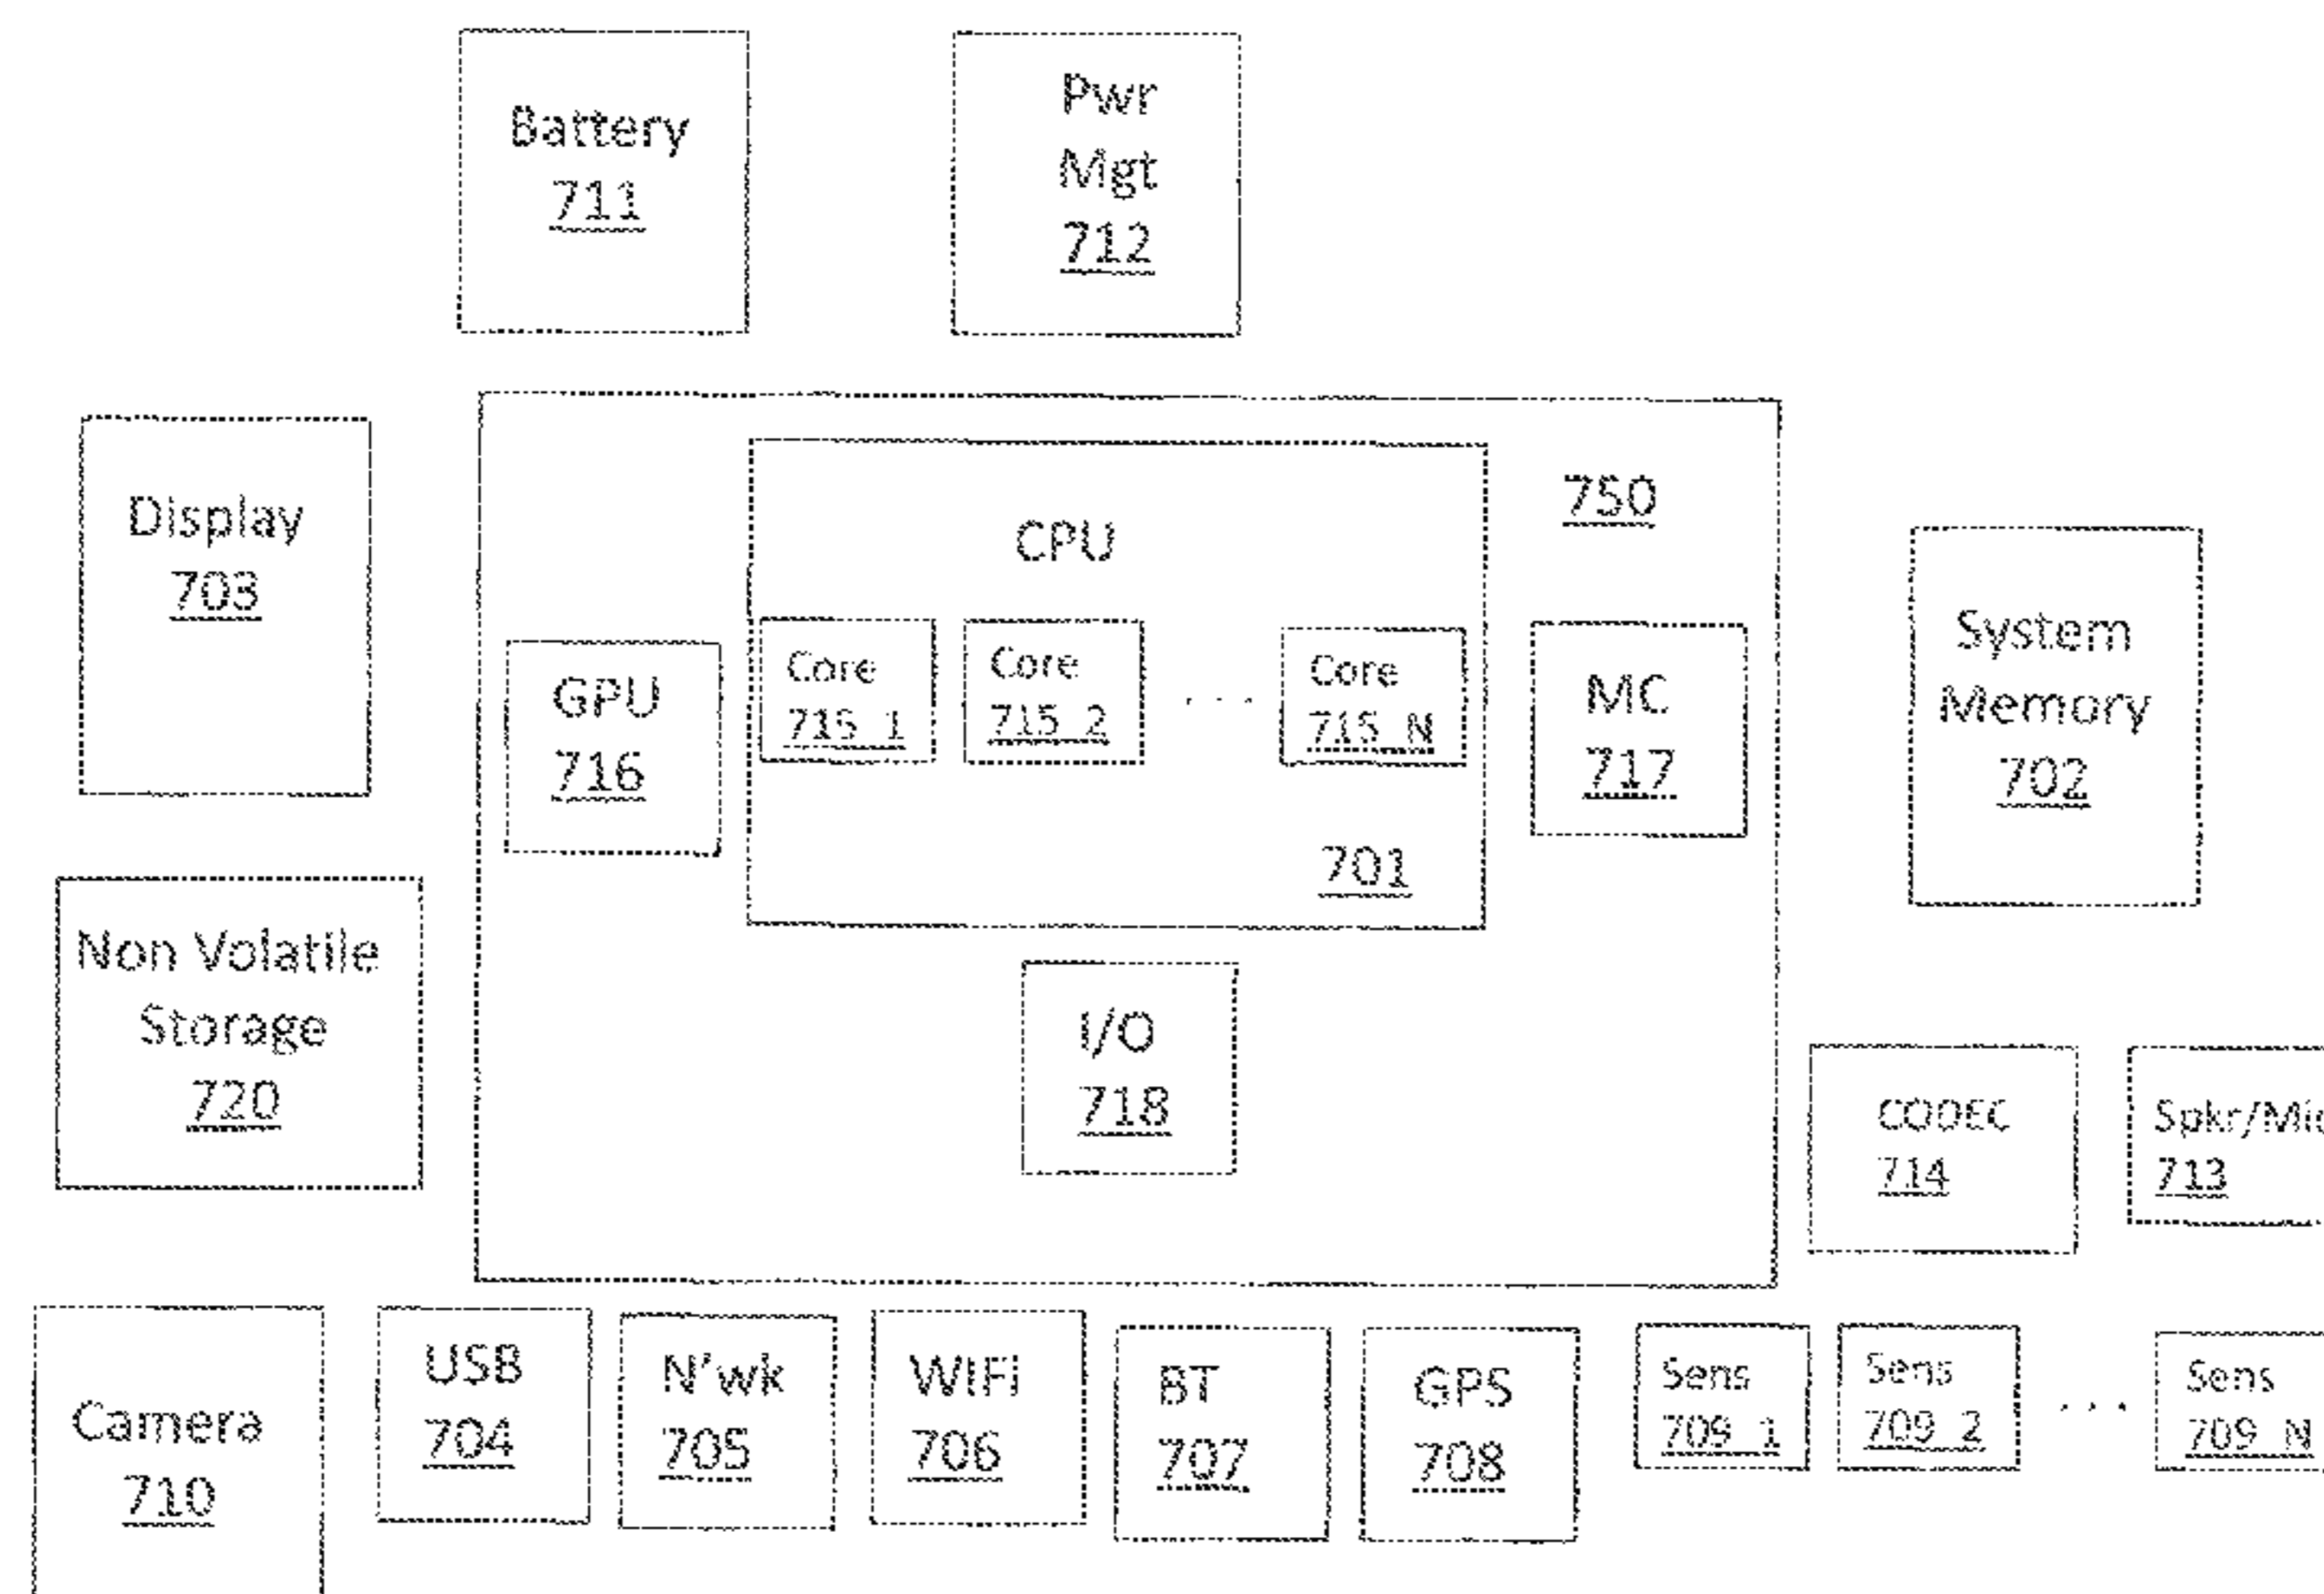 Battery
711
Pwr
Mgt
712
Display
703
750
CPU
GPU
716
Core
715_1
Core
715_2
. . .
Core
715_N
MC
717
701
System
Memory
702
Non Volatile
Storage
720
I/O
718
CODEC
714
Spkr/Mic
713
Camera
710
USB
704
N'wk
705
WIFI
706
BT
707
GPS
708
Sens
709_1
Sens
709_2
. . .
Sens
709_N